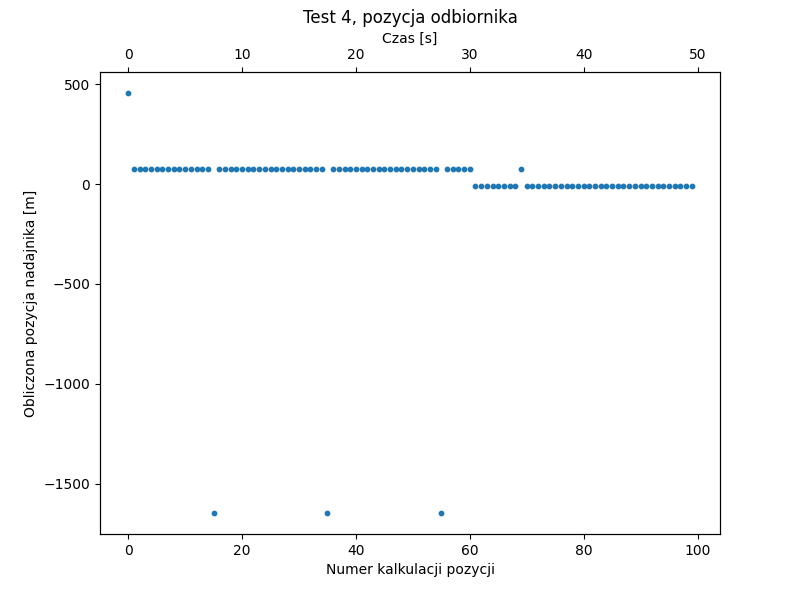 Test 4, pozycja odbiornika
Czas [s]
0 10 20 30 40 50
500
0
−500
−1000
−1500
Obliczona pozycja nadajnika [m]
0 20 40 60 80 100
Numer kalkulacji pozycji